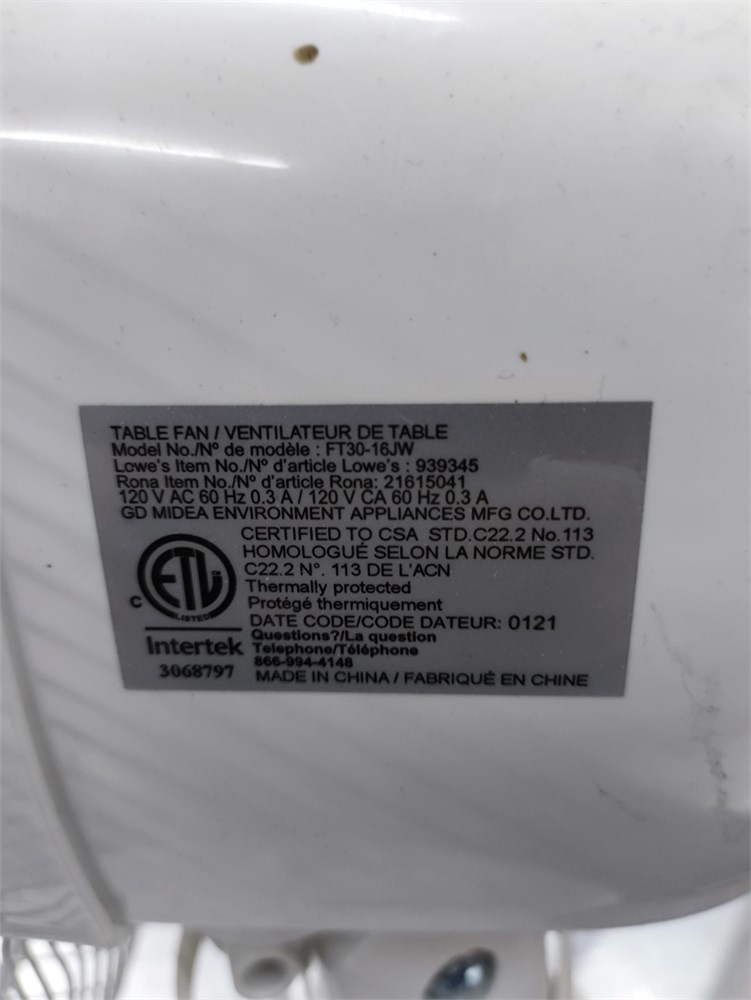 TABLE FAN / VENTILATEUR DE TABLE
Model No./Nº de modèle : FT30-16JW
Lowe's Item No./Nº d'article Lowe's : 939345
Rona Item No./Nº d'article Rona: 21615041
120 V AC 60 Hz 0.3 A / 120 V CA 60 Hz 0.3 A
GD MIDEA ENVIRONMENT APPLIANCES MFG CO.LTD.
CERTIFIED TO CSA STD.C22.2 No.113
HOMOLOGUÉ SELON LA NORME STD.
C22.2 N°. 113 DE L'ACN
Thermally protected
Protégé thermiquement
DATE CODE/CODE DATEUR: 0121
Questions?/La question
Telephone/Téléphone
866-994-4148
MADE IN CHINA / FABRIQUÉ EN CHINE
C
ETL
LISTED
Intertek
3068797